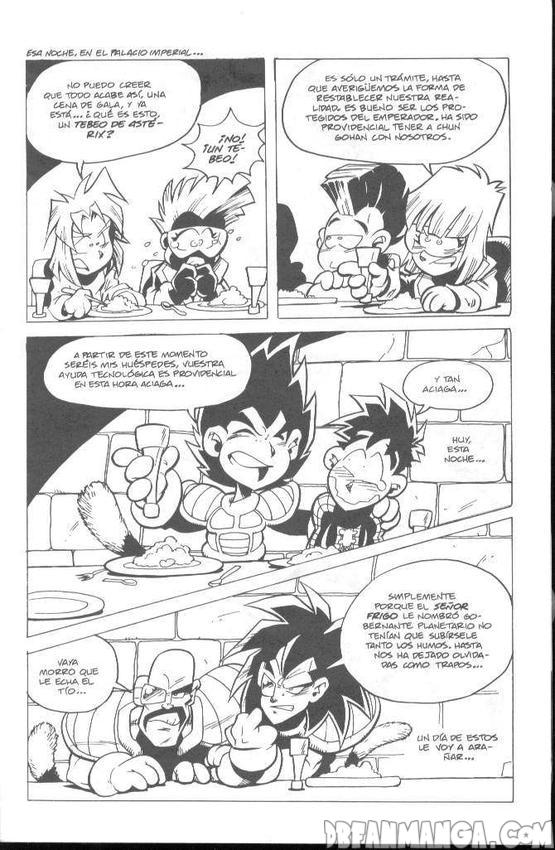 ESA NOCHE, EN EL PALACIO IMPERIAL...
NO PUEDO CREER
QUE TODO ACABE ASÍ, UNA
CENA DE GALA, Y YA
ESTÁ... ¿QUÉ ES ESTO,
UN TEBEO DE ASTÉ-
RIX?
¡NO!
¡UN TE-
BEO!
ES SÓLO UN TRÁMITE, HASTA
QUE AVERIGÜEMOS LA FORMA DE
RESTABLECER NUESTRA REA-
LIDAD. ES BUENO SER LOS PRO-
TEGIDOS DEL EMPERADOR. HA SIDO
PROVIDENCIAL TENER A CHUN
GOHAN CON NOSOTROS.
A PARTIR DE ESTE MOMENTO
SERÉIS MIS HUÉSPEDES, VUESTRA
AYUDA TECNOLÓGICA ES PROVIDENCIAL
EN ESTA HORA ACIAGA...
Y TAN
ACIAGA...
HUY,
ESTA
NOCHE...
SIMPLEMENTE
PORQUE EL SEÑOR
FRIGO LE NOMBRÓ GO-
BERNANTE PLANETARIO NO
TENÍAN QUE SUBÍRSELE
TANTO LOS HUMOS. HASTA
NOS HA DEJADO OLVIDA-
DAS COMO TRAPOS...
VAYA
MORRO QUE
LE ECHA EL
TÍO...
UN DÍA DE ESTOS
LE VOY A ARA-
ÑAR...
DBFANMANGA.COM